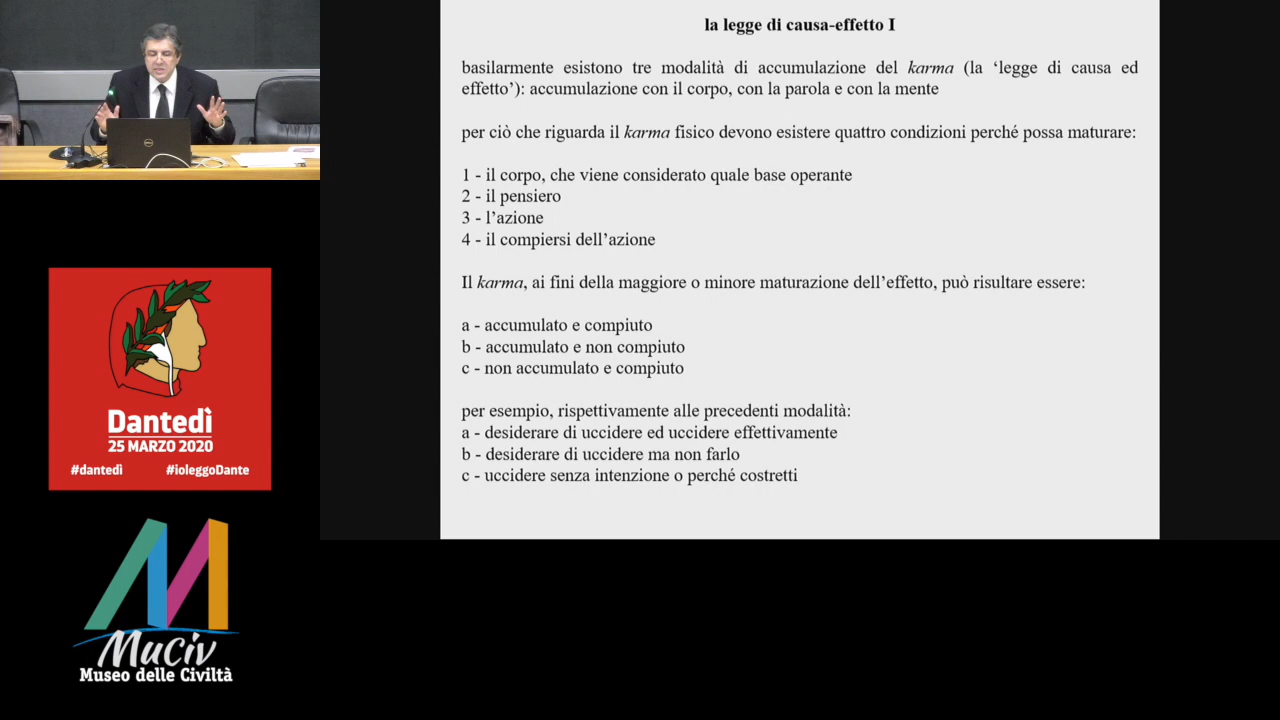 la legge di causa-effetto I
basilarmente esistono tre modalità di accumulazione del karma (la ‘legge di causa ed
effetto’): accumulazione con il corpo, con la parola e con la mente
per ciò che riguarda il karma fisico devono esistere quattro condizioni perché possa maturare:
1 - il corpo, che viene considerato quale base operante
2 - il pensiero
3 - l’azione
4 - il compiersi dell’azione
Il karma, ai fini della maggiore o minore maturazione dell’effetto, può risultare essere:
a - accumulato e compiuto
b - accumulato e non compiuto
c - non accumulato e compiuto
per esempio, rispettivamente alle precedenti modalità:
a - desiderare di uccidere ed uccidere effettivamente
b - desiderare di uccidere ma non farlo
c - uccidere senza intenzione o perché costretti
Dantedì
25 MARZO 2020
#dantedì #ioleggoDante
MuCiv
Museo delle Civiltà